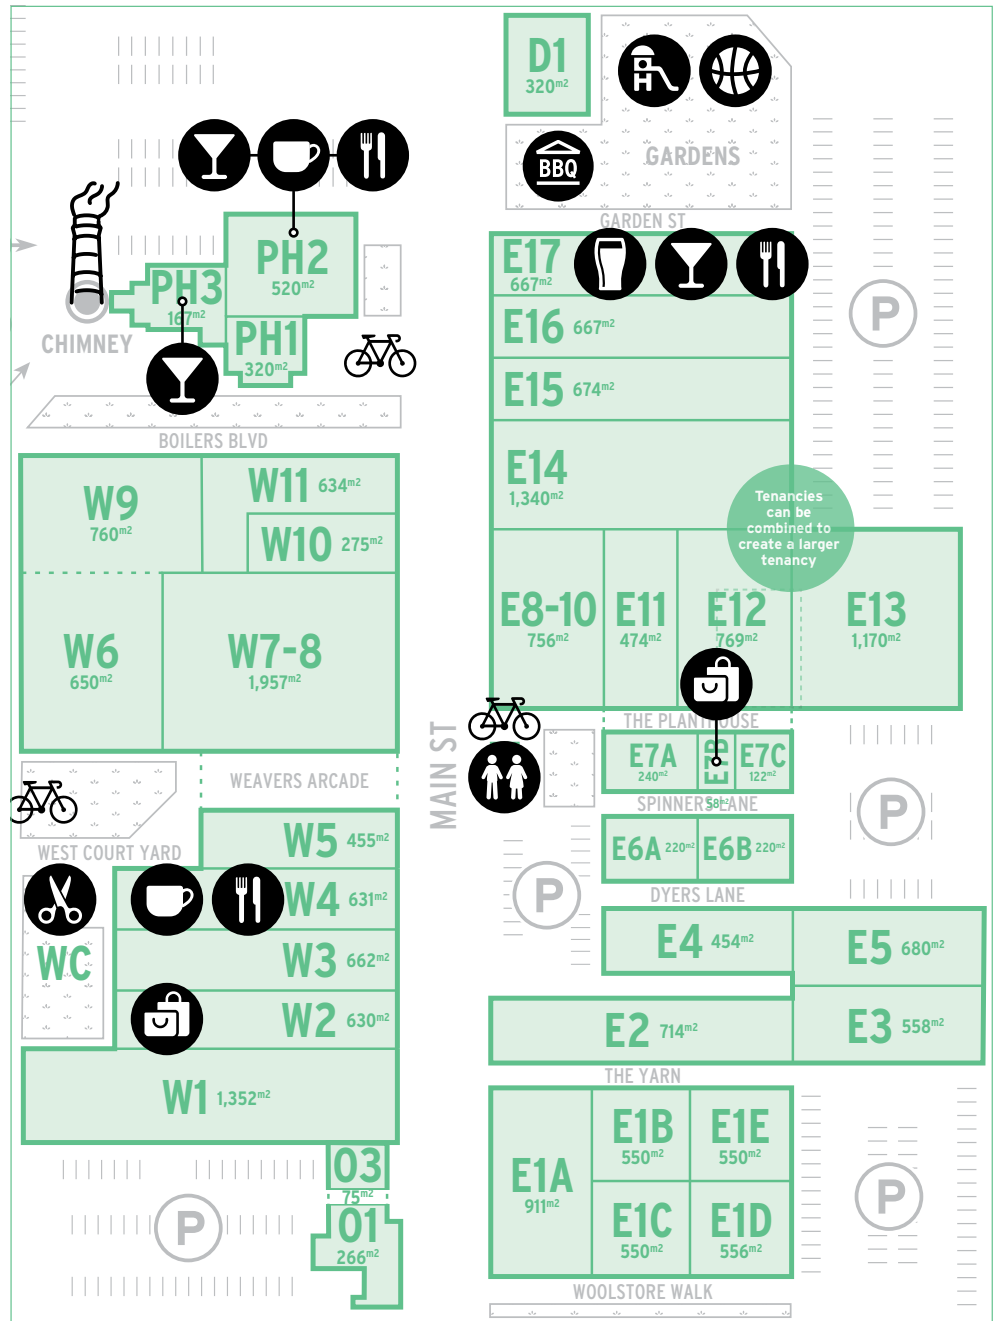 D1
320m2
GARDENS
BBQ
GARDEN ST
PH2
520m2
PH3
167m2
PH1
320m2
CHIMNEY
BOILERS BLVD
E17
667m2
E16 667m2
E15 674m2
E14
1,340m2
P
Tenancies
can be
combined to
create a larger
tenancy
W9
760m2
W11 634m2
W10 275m2
W6
650m2
W7-8
1,957m2
E8-10
756m2
E11
474m2
E12
769m2
E13
1,170m2
WEAVERS ARCADE
MAIN ST
THE PLANTHOUSE
E7A
240m2
E7B
58m2
E7C
122m2
SPINNERS LANE
P
WEST COURT YARD
W5 455m2
W4 631m2
W3 662m2
W2 630m2
W1 1,352m2
WC
E6A 220m2
E6B 220m2
DYERS LANE
P
E4 454m2
E5 680m2
E2 714m2
E3 558m2
THE YARN
O3
75m2
O1
266m2
P
E1A
911m2
E1B
550m2
E1E
550m2
E1C
550m2
E1D
556m2
P
WOOLSTORE WALK